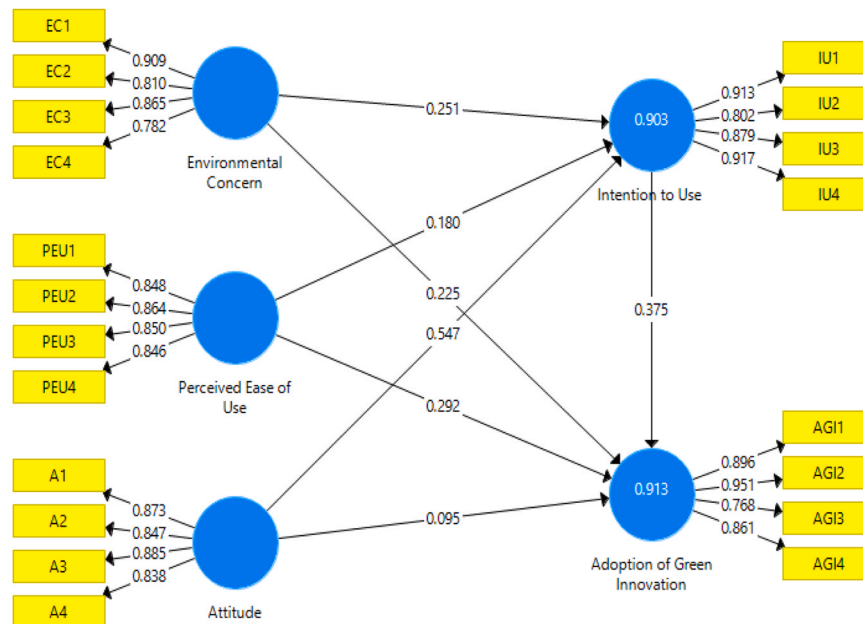 EC1
EC2
EC3
EC4
0.909
0.810
0.865
0.782
Environmental
Concern
PEU1
PEU2
PEU3
PEU4
0.848
0.864
0.850
0.846
Perceived Ease of
Use
A1
A2
A3
A4
0.873
0.847
0.885
0.838
Attitude
0.251
0.180
0.225
0.547
0.292
0.095
0.375
0.903
Intention to Use
0.913
0.802
0.879
0.917
IU1
IU2
IU3
IU4
0.913
Adoption of Green
Innovation
0.896
0.951
0.768
0.861
AGI1
AGI2
AGI3
AGI4